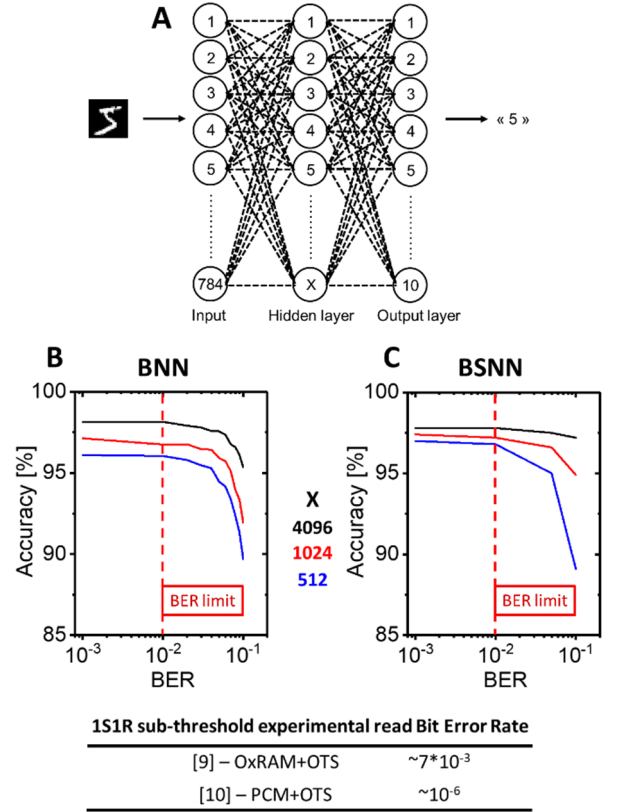 A
1 1 1
2 2 2
3 3 3
4 4 4
5 5 5
« 5 »
784 X 10
Input Hidden layer Output layer
B BNN
100
95
90
85
Accuracy [%]
BER limit
10-3 10-2 10-1
BER
X
4096
1024
512
C BSNN
100
95
90
85
Accuracy [%]
BER limit
10-3 10-2 10-1
BER
1S1R sub-threshold experimental read Bit Error Rate
[9] – OxRAM+OTS ~7*10-3
[10] – PCM+OTS ~10-6